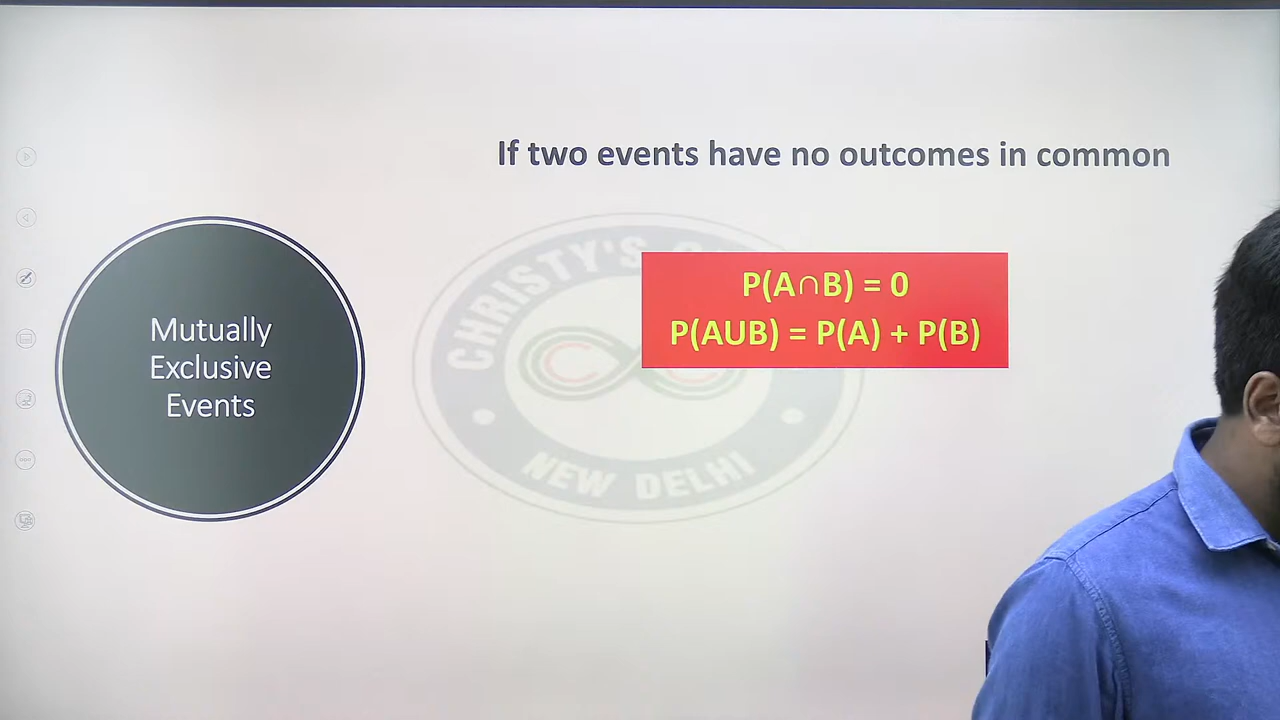 If two events have no outcomes in common
Mutually
Exclusive
Events
P(A∩B) = 0
P(AUB) = P(A) + P(B)
CHRISTY'S
NEW DELHI